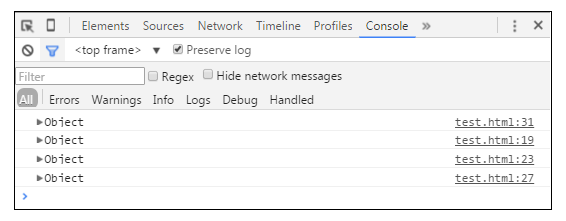 Elements Sources Network Timeline Profiles Console »
<top frame> ▼ Preserve log
Filter Regex Hide network messages
All Errors Warnings Info Logs Debug Handled
▶Object test.html:31
▶Object test.html:19
▶Object test.html:23
▶Object test.html:27
>